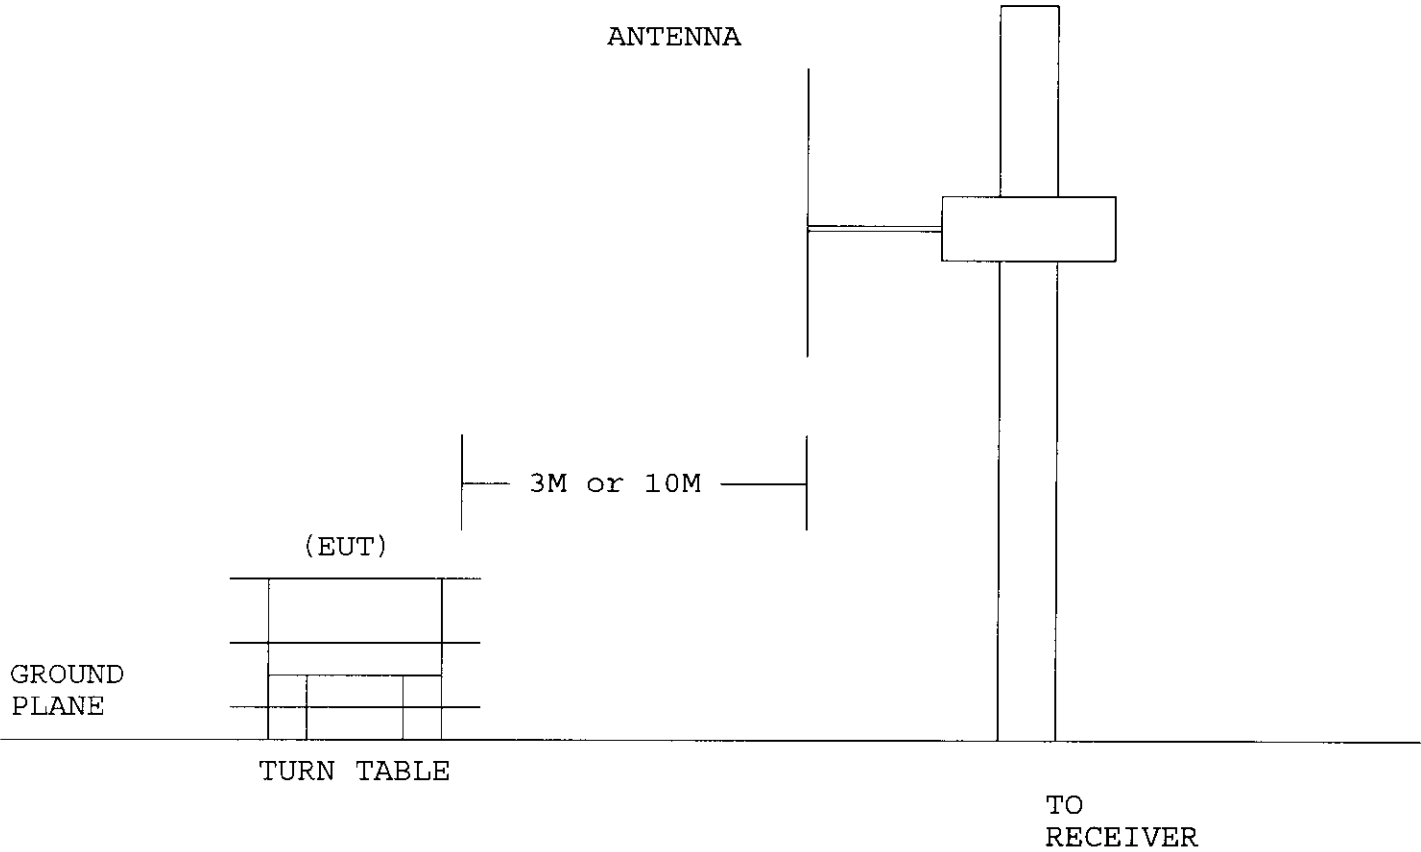 ANTENNA
3M or 10M
(EUT)
GROUND
PLANE
TURN TABLE
TO
RECEIVER